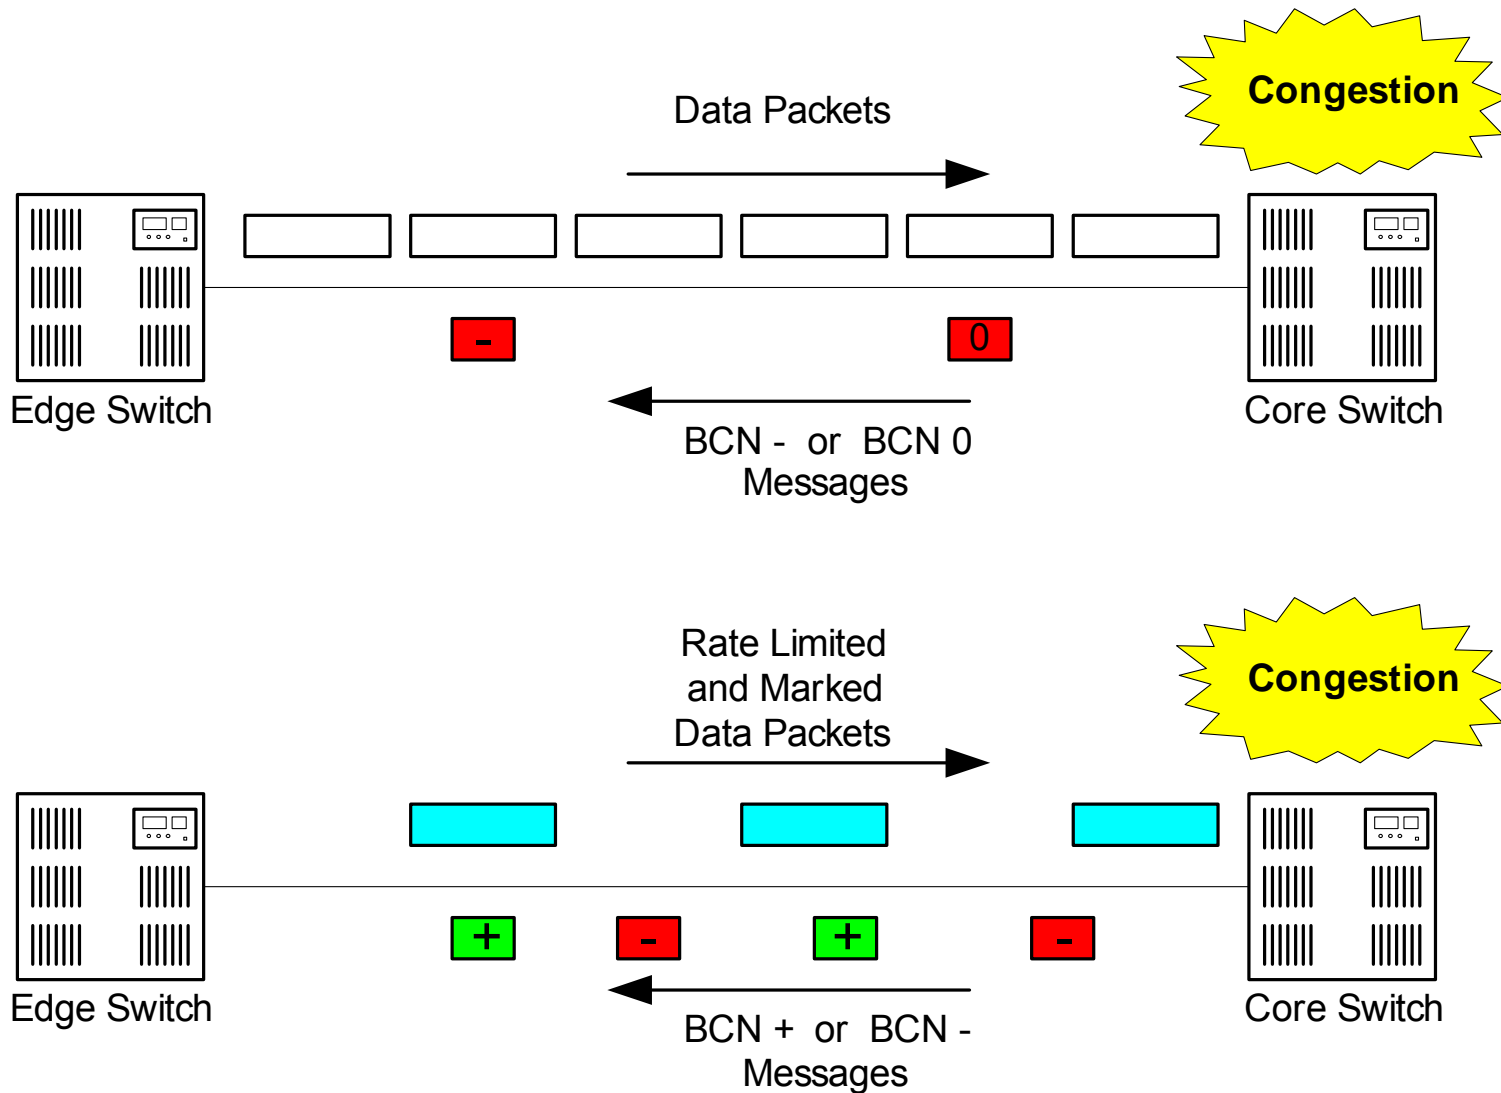 Congestion
Data Packets
- 0
Edge Switch
Core Switch
BCN - or BCN 0
Messages
Rate Limited
and Marked
Data Packets
Congestion
+ - + -
Edge Switch
Core Switch
BCN + or BCN -
Messages